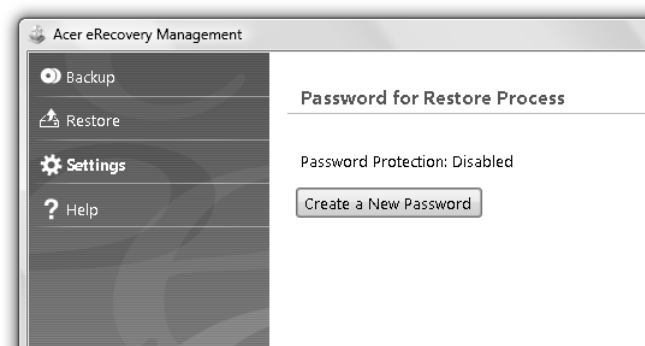 Acer eRecovery Management
Backup
Restore
Settings
Help
Password for Restore Process
Password Protection: Disabled
Create a New Password